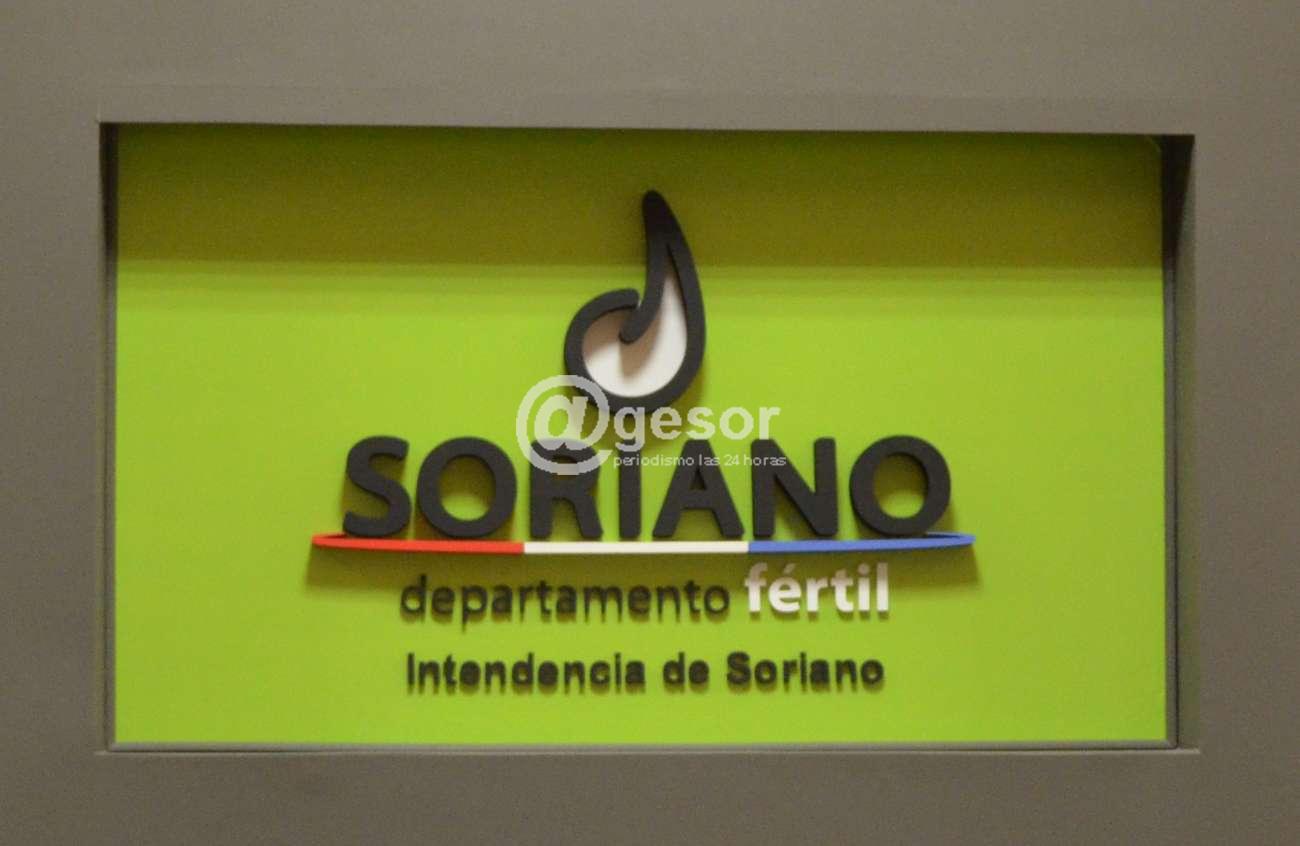 @gesor
periodismo las 24 horas
SORIANO
departamento fértil
Intendencia de Soriano